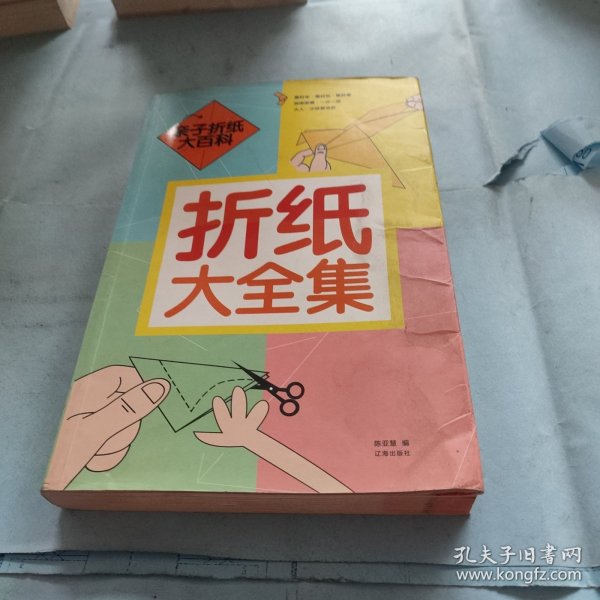 亲子折纸
大百科
折纸
大全集
陈亚慧 编
辽海出版社
孔夫子旧书网
www.kongfz.com